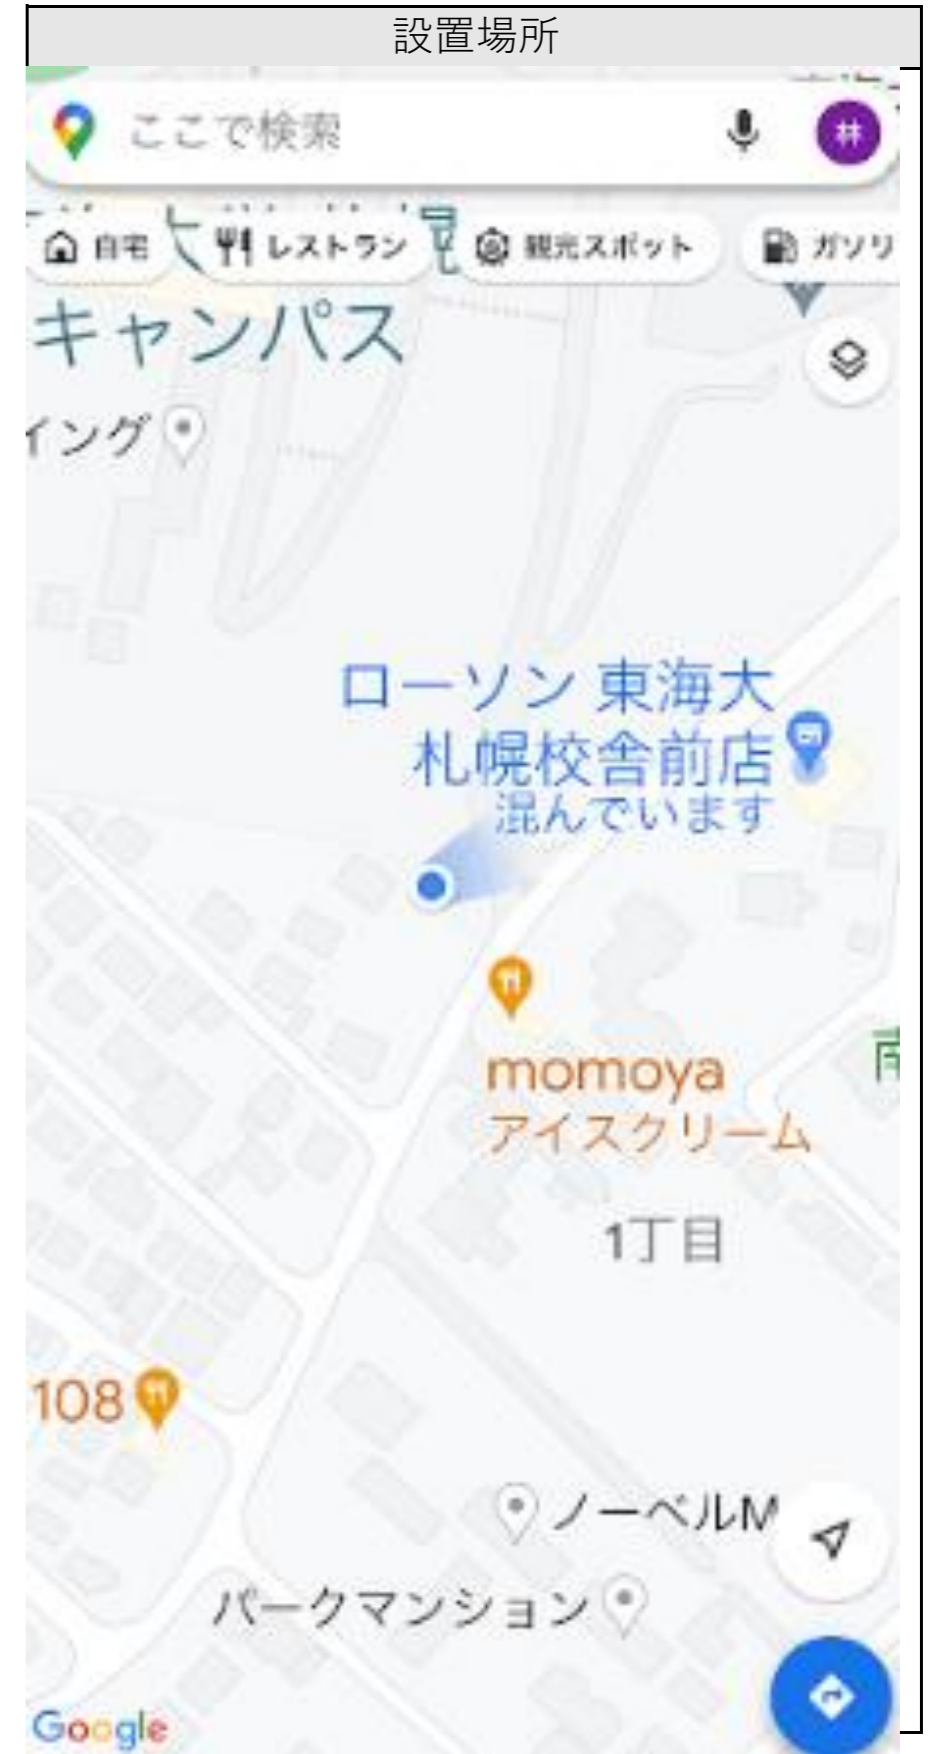 設置場所
ここで検索
林
自宅
レストラン
観光スポット
ガソリ
キャンパス
イング
ローソン 東海大
札幌校舎前店
混んでいます
momoya
アイスクリーム
1丁目
108
ノーベルM
パークマンション
Google